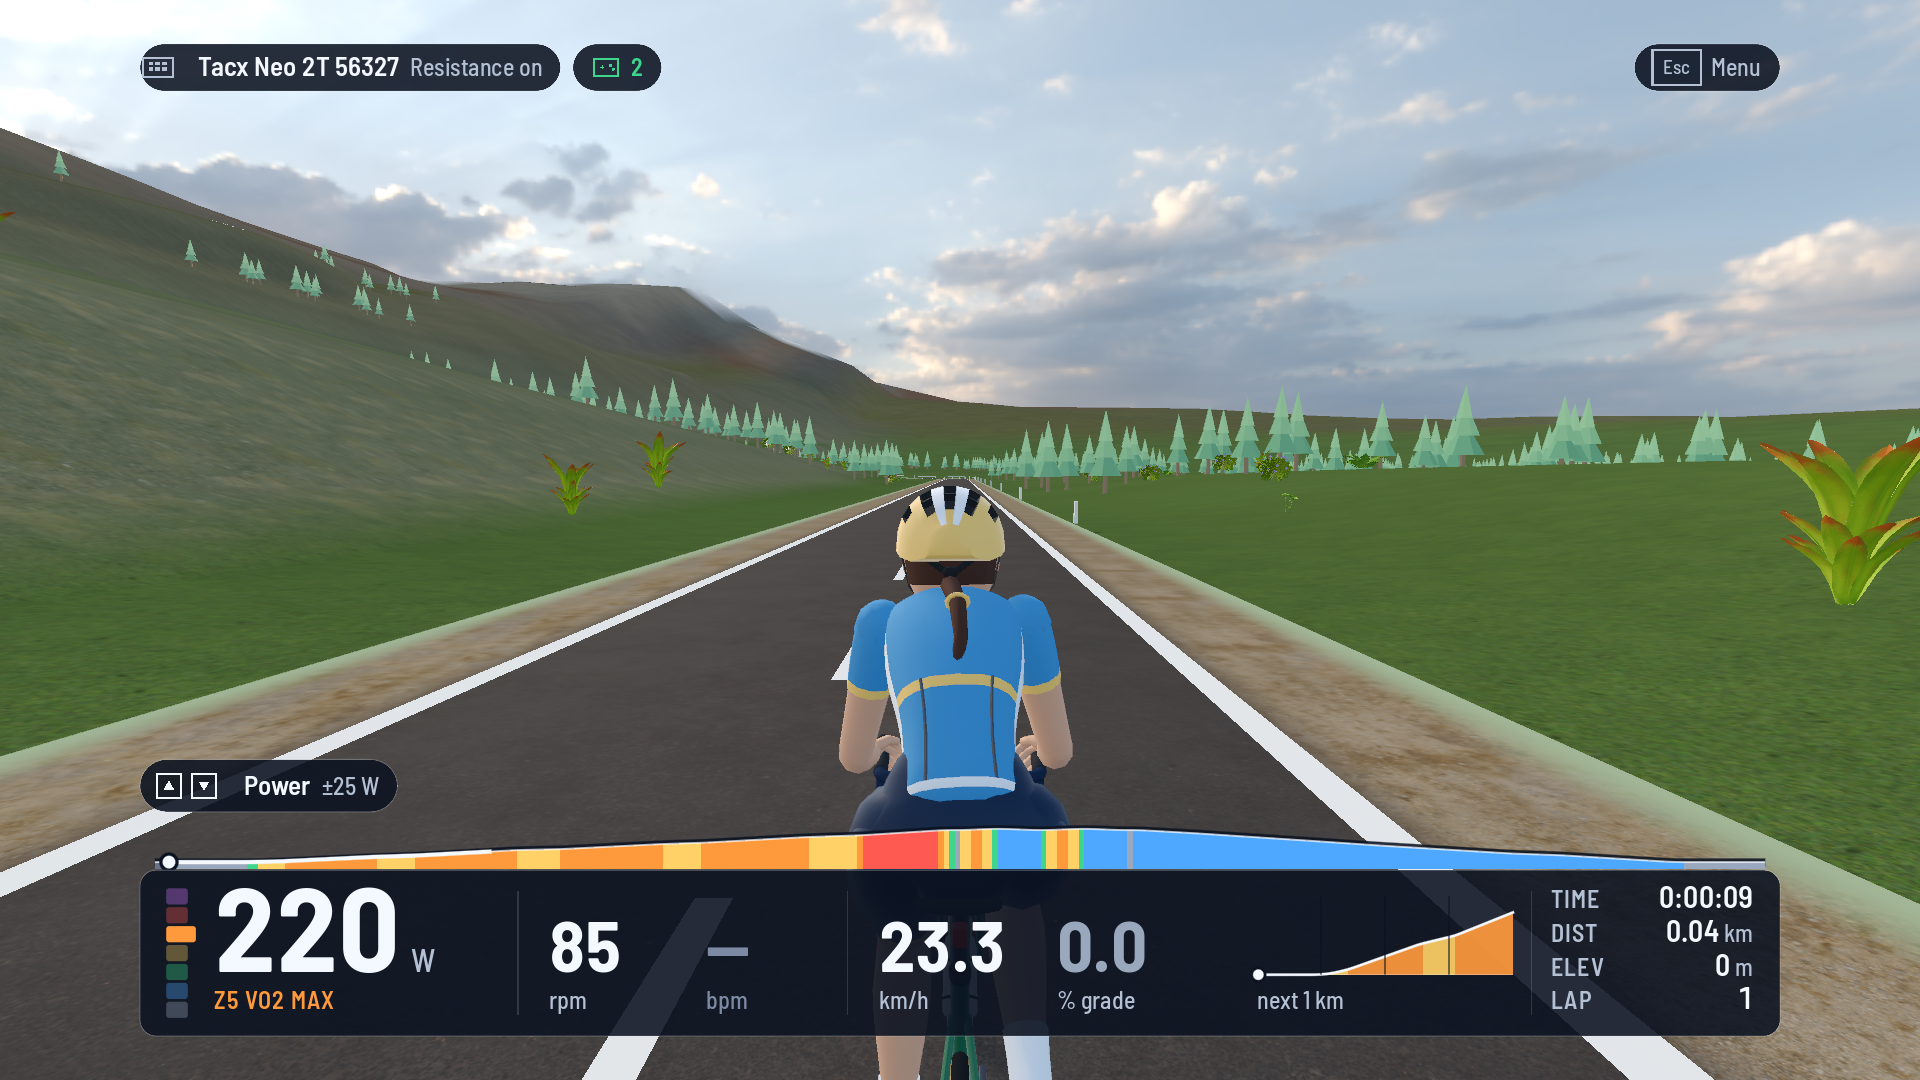 Tacx Neo 2T 56327 Resistance on
2
Esc Menu
Power ±25 W
220 W
Z5 VO2 MAX
85
rpm
–
bpm
23.3
km/h
0.0
% grade
next 1 km
TIME 0:00:09
DIST 0.04 km
ELEV 0 m
LAP 1